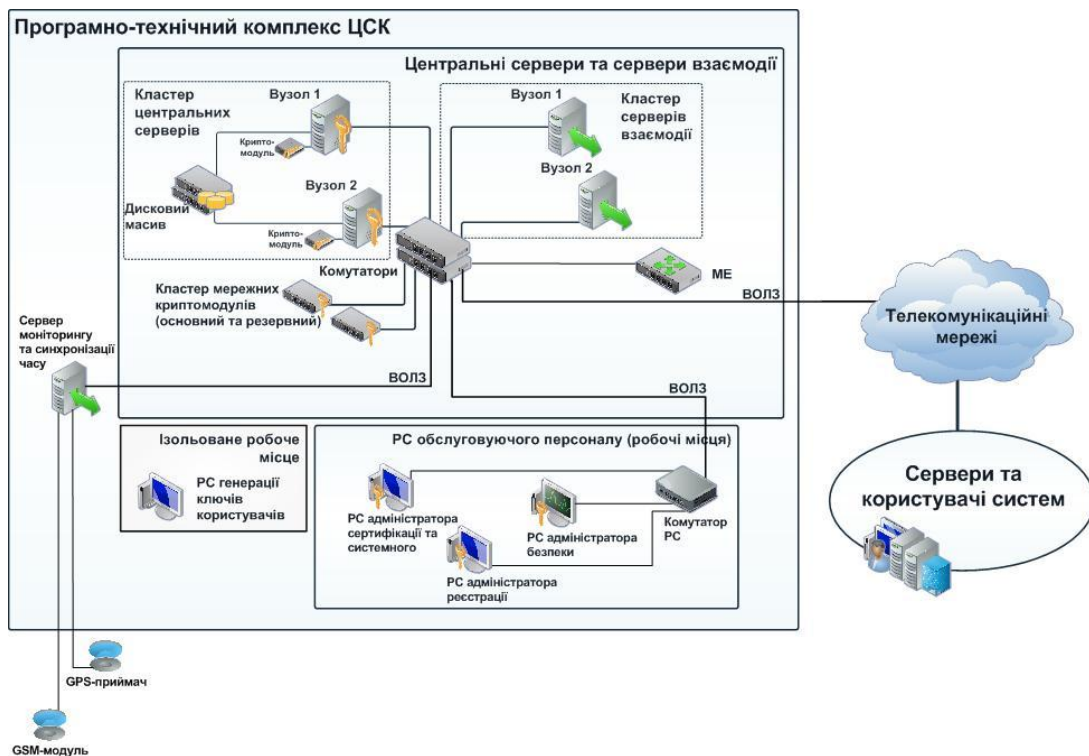 Програмно-технічний комплекс ЦСК
Центральні сервери та сервери взаємодії
Кластер
центральних
серверів
Вузол 1
Крипто-
модуль
Дисковий
масив
Вузол 2
Крипто-
модуль
Вузол 1
Кластер
серверів
взаємодії
Вузол 2
Комутатори
МЕ
ВОЛЗ
Кластер мережних
криптомодулів
(основний та резервний)
Телекомунікаційні
мережі
Сервер
моніторингу
та синхронізації
часу
ВОЛЗ
ВОЛЗ
Ізольоване робоче
місце
РС генерації
ключів
користувачів
РС обслуговуючого персоналу (робочі місця)
РС адміністратора
сертифікації та
системного
РС адміністратора
безпеки
Комутатор
РС
РС адміністратора
реєстрації
Сервери та
користувачі систем
GPS-приймач
GSM-модуль